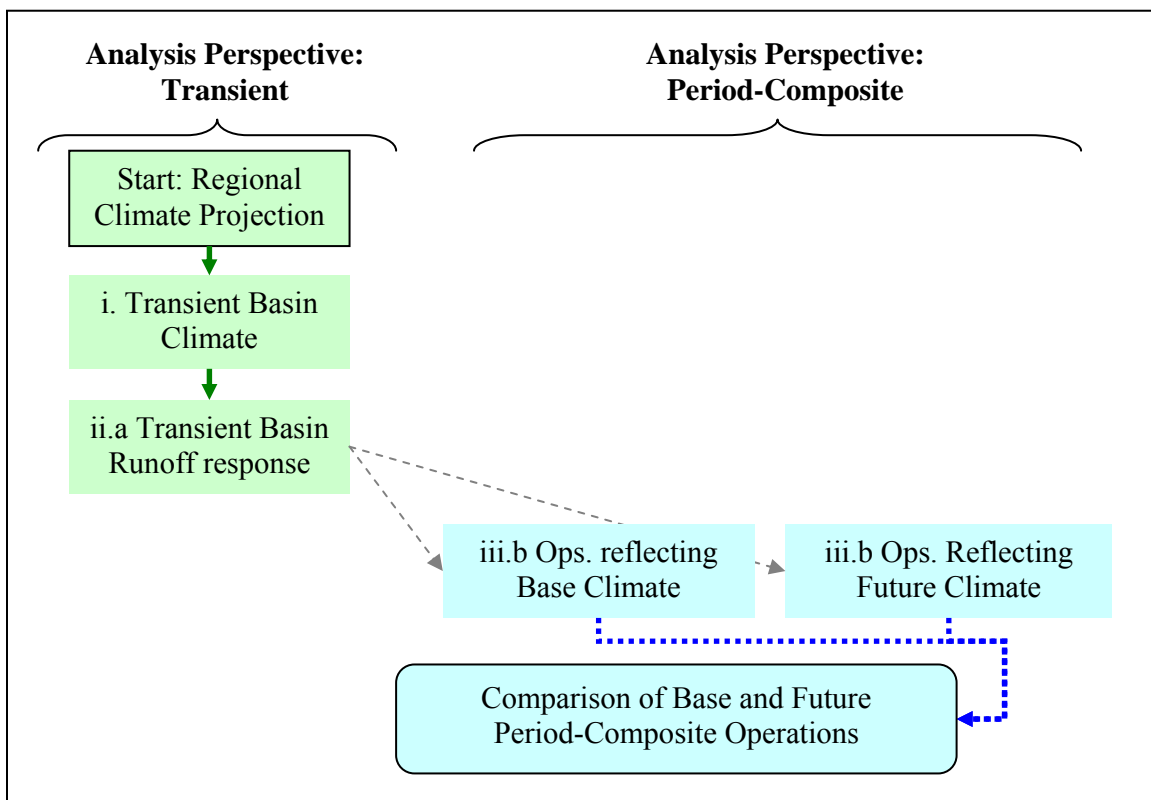 Analysis Perspective:
Transient
Analysis Perspective:
Period-Composite
Start: Regional
Climate Projection
i. Transient Basin
Climate
ii.a Transient Basin
Runoff response
iii.b Ops. reflecting
Base Climate
iii.b Ops. Reflecting
Future Climate
Comparison of Base and Future
Period-Composite Operations